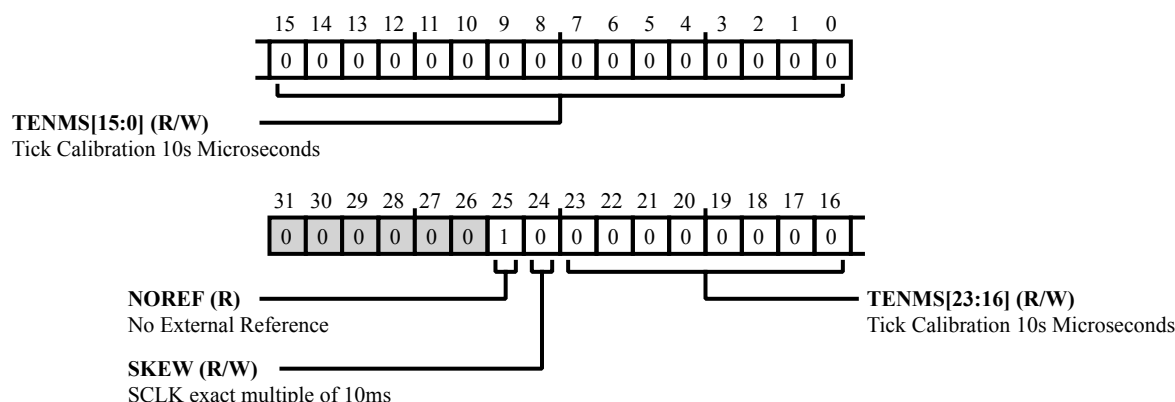 15 14 13 12 11 10 9 8 7 6 5 4 3 2 1 0
0 0 0 0 0 0 0 0 0 0 0 0 0 0 0 0
TENMS[15:0] (R/W)
Tick Calibration 10s Microseconds
31 30 29 28 27 26 25 24 23 22 21 20 19 18 17 16
0 0 0 0 0 0 1 0 0 0 0 0 0 0 0 0
NOREF (R)
No External Reference
TENMS[23:16] (R/W)
Tick Calibration 10s Microseconds
SKEW (R/W)
SCLK exact multiple of 10ms